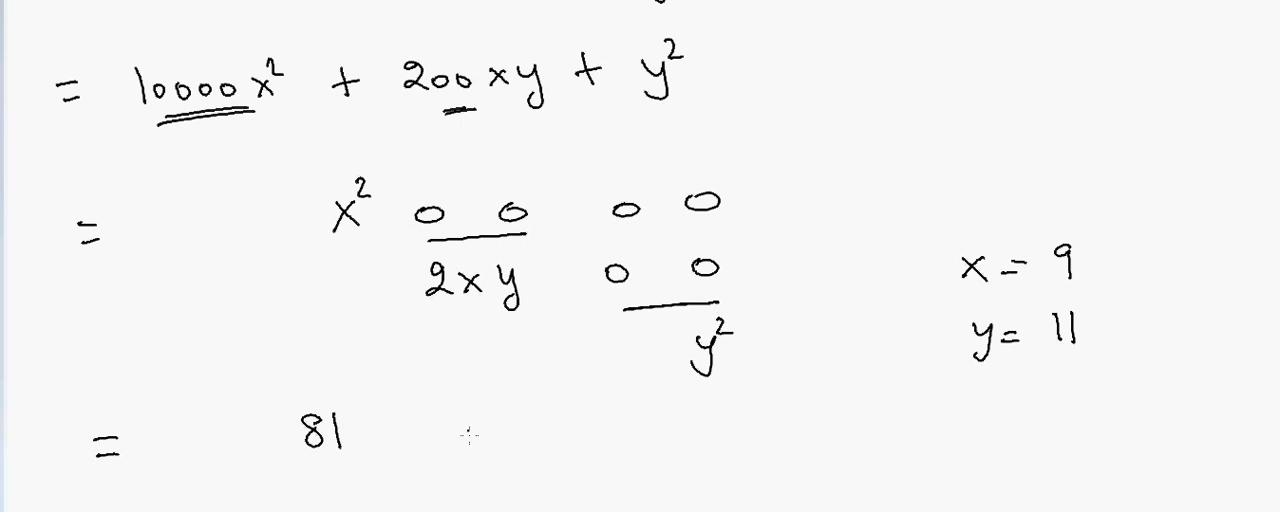 = 10000x² + 200xy + y²
= x² 0 0 0 0
2xy 0 0
x = 9
y²
y = 11
= 81